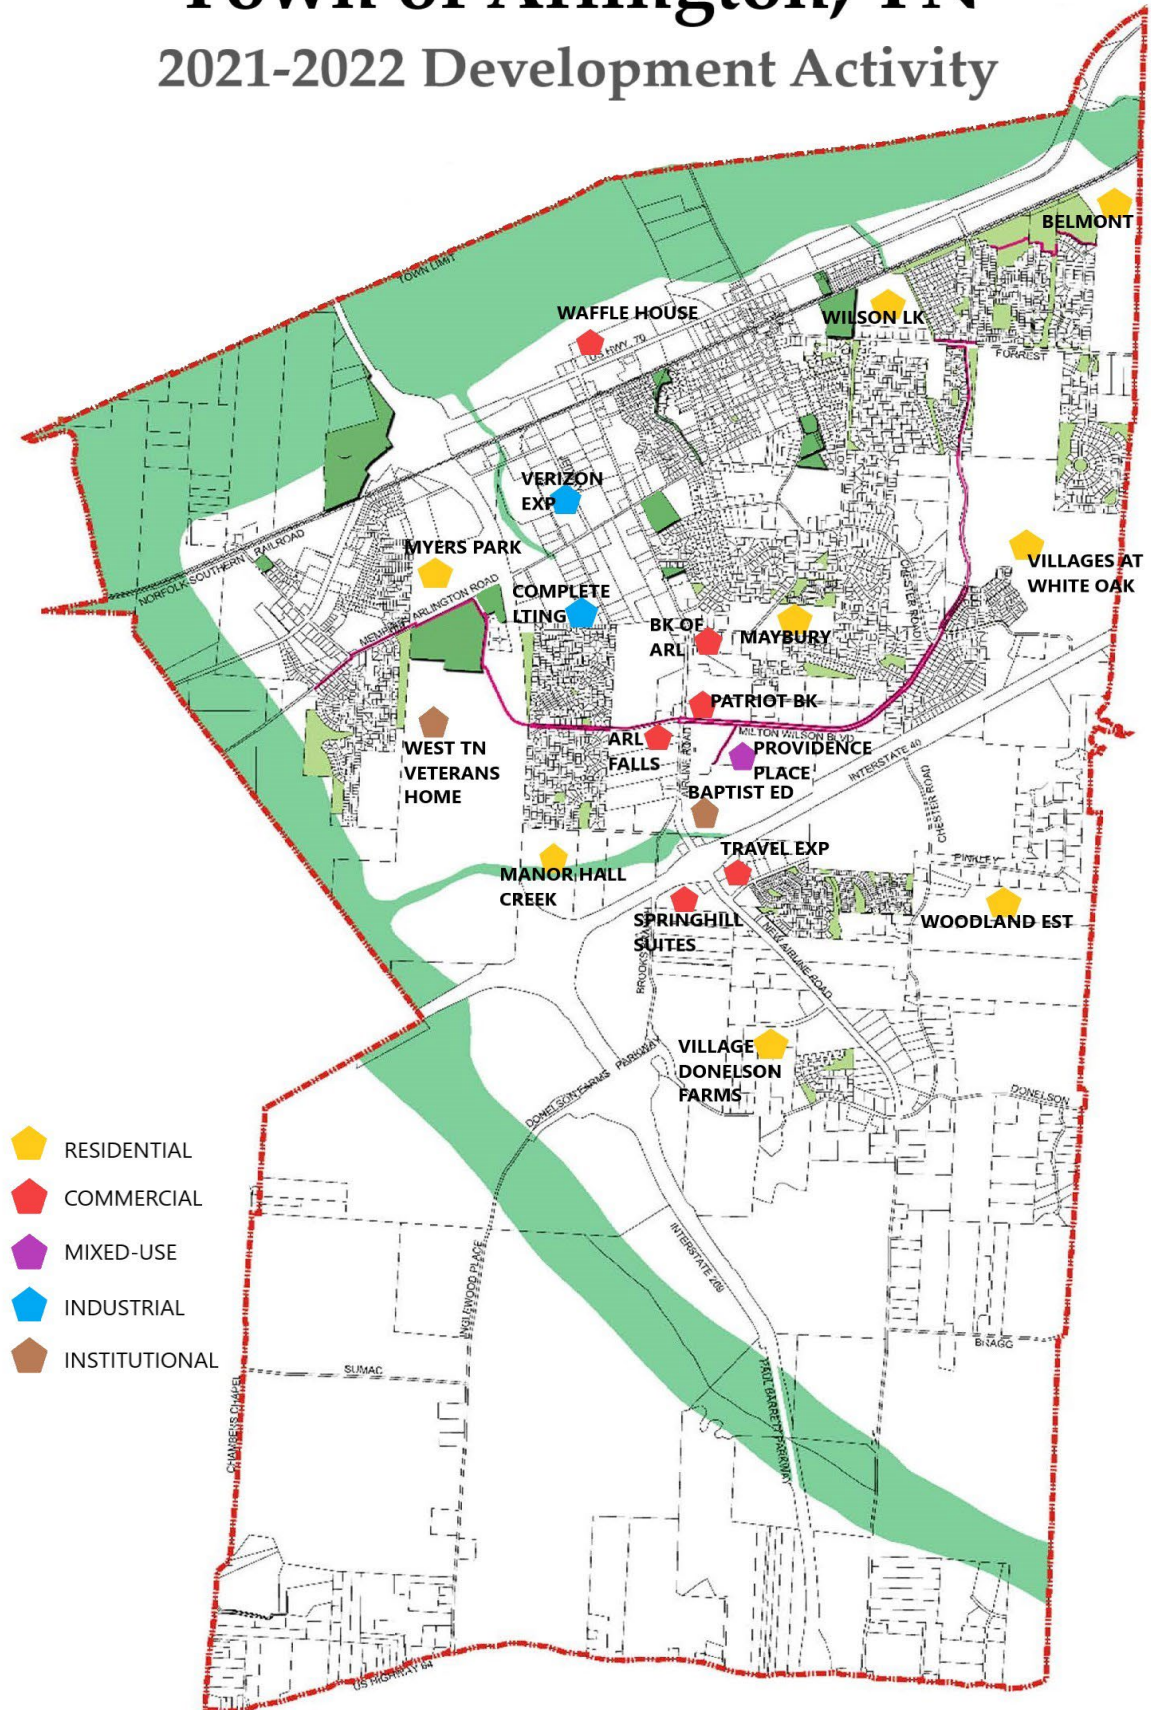 Town of Arlington, TN
2021-2022 Development Activity
BELMONT
TOWN LIMIT
WAFFLE HOUSE
WILSON LK
US HWY 70
FORREST
VERIZON
EXP
NORFOLK-SOUTHERN RAILROAD
MYERS PARK
VILLAGES AT
WHITE OAK
ARLINGTON ROAD
COMPLETE
LTING
BK OF
ARL
MAYBURY
PATRIOT BK
WEST TN
VETERANS
HOME
ARL
FALLS
MILTON WILSON BLVD
PROVIDENCE
PLACE
INTERSTATE 40
BAPTIST ED
CHESTER ROAD
TRAVEL EXP
PINKLEY
MANOR HALL
CREEK
SPRINGHILL
SUITES
WOODLAND EST
NEW AIRLINE ROAD
VILLAGE
DONELSON
FARMS
DONELSON FARMS PARKWAY
DONELSON
RESIDENTIAL
COMMERCIAL
MIXED-USE
INDUSTRIAL
INSTITUTIONAL
INTERSTATE 269
INGLEWOOD PLACE
BRAGG
SUMAC
PAUL BARRETT PARKWAY
CHAMBERS CHAPEL
US HIGHWAY 64